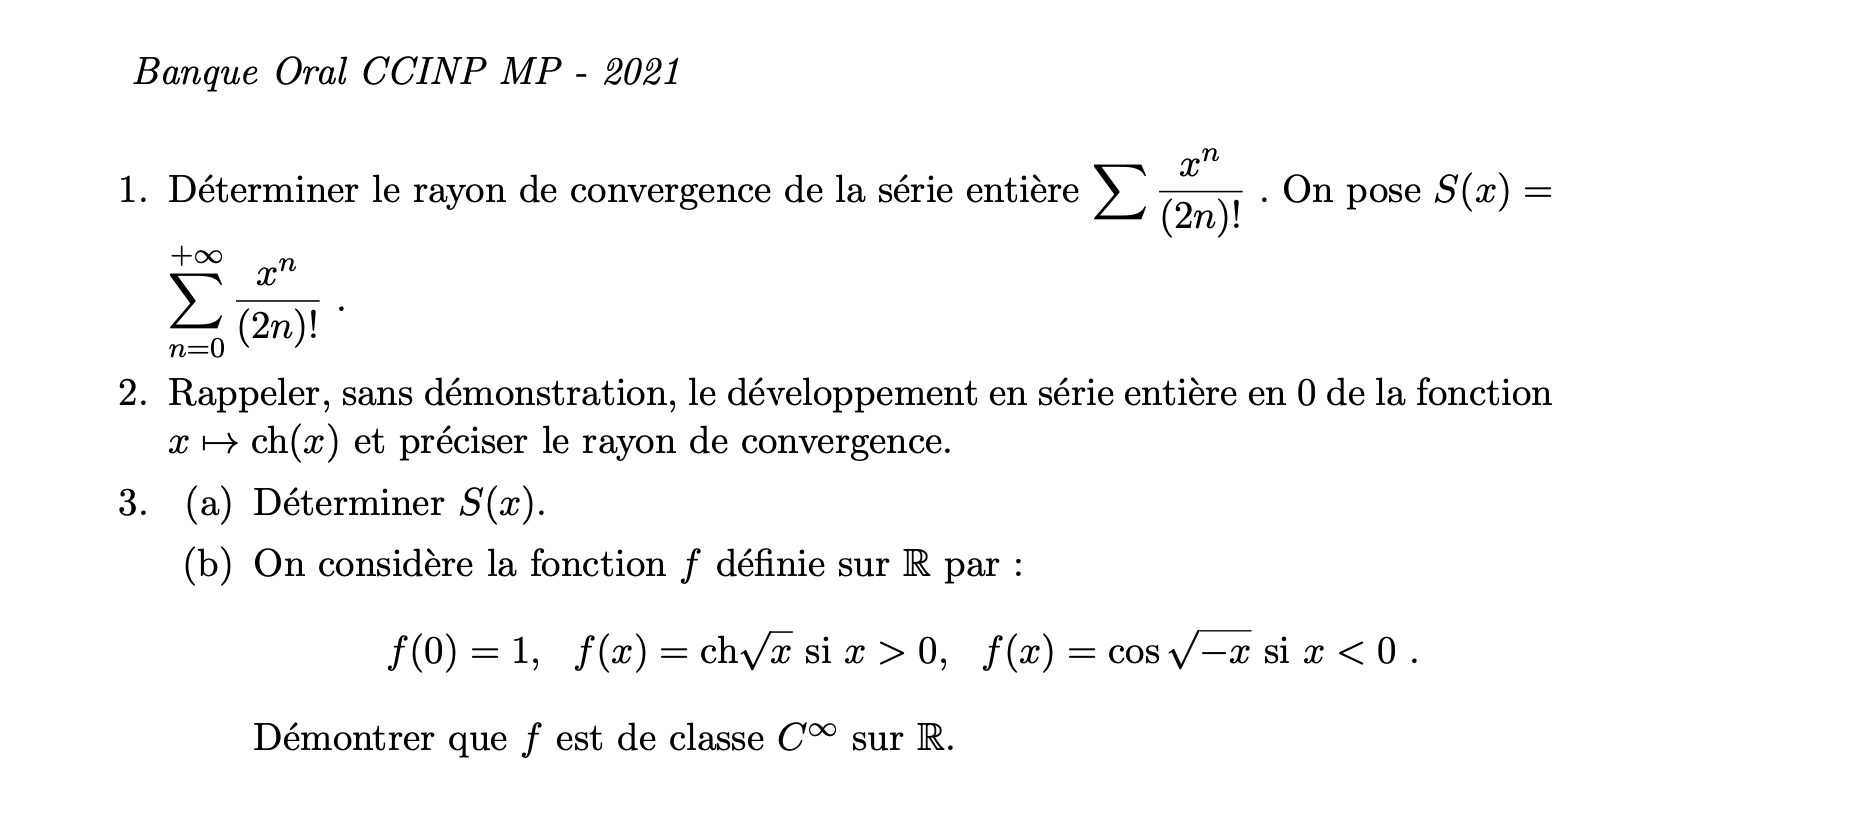 Banque Oral CCINP MP - 2021
1. Déterminer le rayon de convergence de la série entière $\sum \frac{x^n}{(2n)!}$ . On pose $S(x) =$
$\sum_{n=0}^{+\infty} \frac{x^n}{(2n)!}$ .
2. Rappeler, sans démonstration, le développement en série entière en 0 de la fonction
$x \mapsto \text{ch}(x)$ et préciser le rayon de convergence.
3. (a) Déterminer $S(x)$.
(b) On considère la fonction $f$ définie sur $\mathbb{R}$ par :
$f(0) = 1, \; f(x) = \text{ch}\sqrt{x} \text{ si } x > 0, \; f(x) = \cos\sqrt{-x} \text{ si } x < 0$ .
Démontrer que $f$ est de classe $C^\infty$ sur $\mathbb{R}$.